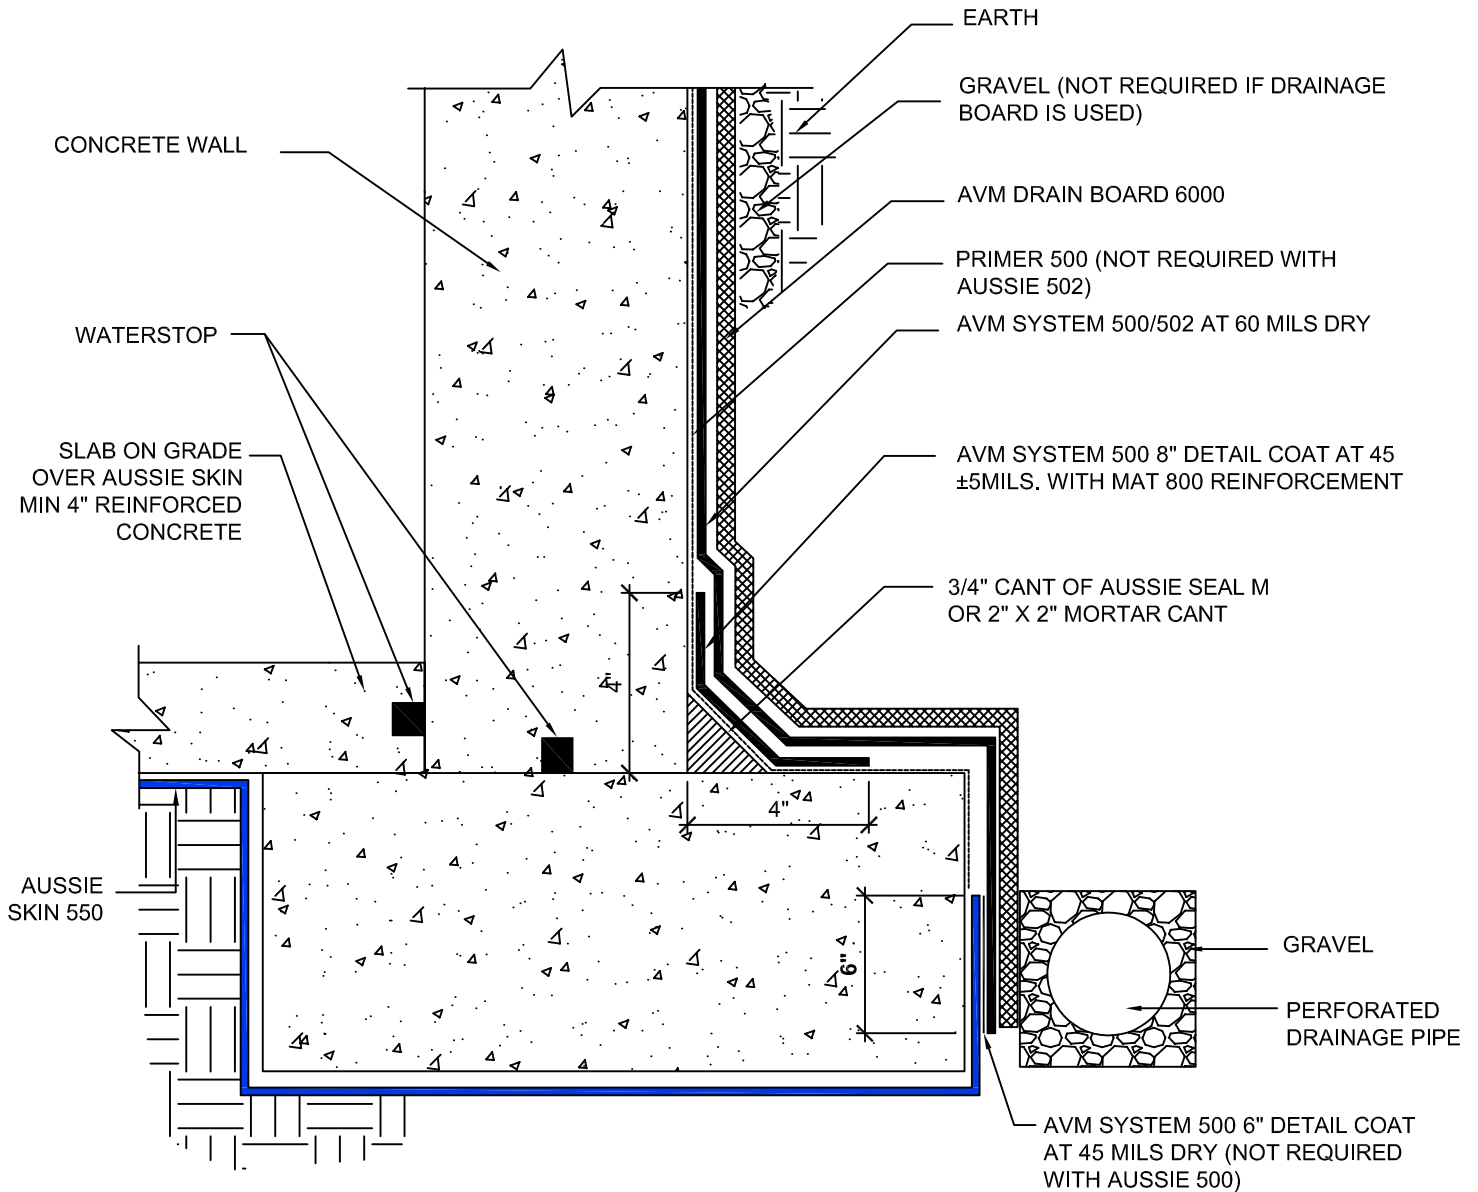 EARTH
GRAVEL (NOT REQUIRED IF DRAINAGE
BOARD IS USED)
CONCRETE WALL
AVM DRAIN BOARD 6000
PRIMER 500 (NOT REQUIRED WITH
AUSSIE 502)
AVM SYSTEM 500/502 AT 60 MILS DRY
WATERSTOP
SLAB ON GRADE
OVER AUSSIE SKIN
MIN 4" REINFORCED
CONCRETE
AVM SYSTEM 500 8" DETAIL COAT AT 45
±5MILS. WITH MAT 800 REINFORCEMENT
3/4" CANT OF AUSSIE SEAL M
OR 2" X 2" MORTAR CANT
4"
4"
AUSSIE
SKIN 550
6"
GRAVEL
PERFORATED
DRAINAGE PIPE
AVM SYSTEM 500 6" DETAIL COAT
AT 45 MILS DRY (NOT REQUIRED
WITH AUSSIE 500)